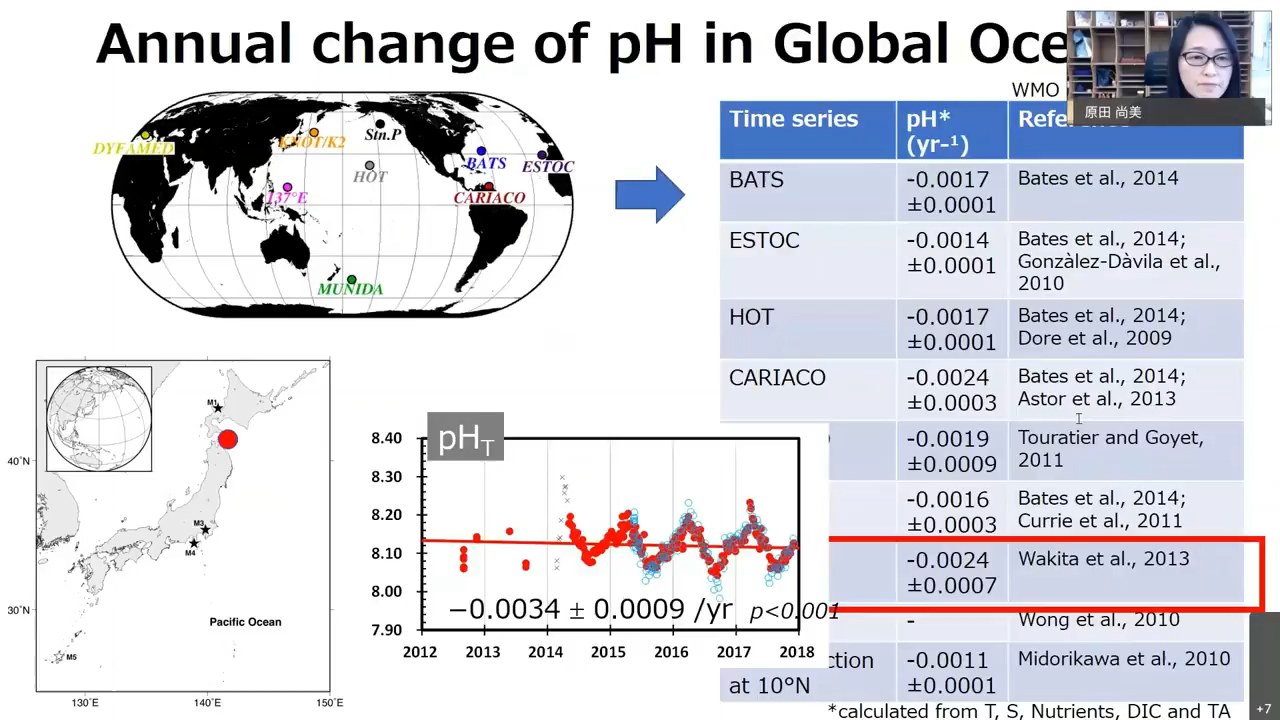 Annual change of pH in Global Oce
WMO
原田 尚美
DYFAMED
KNOT/K2
Stn.P
BATS
ESTOC
HOT
137°E
CARIACO
MUNIDA
Time series
pH*
(yr-1)
Refere
BATS
-0.0017
±0.0001
Bates et al., 2014
ESTOC
-0.0014
±0.0001
Bates et al., 2014;
Gonzàlez-Dàvila et al.,
2010
HOT
-0.0017
±0.0001
Bates et al., 2014;
Dore et al., 2009
CARIACO
-0.0024
±0.0003
Bates et al., 2014;
Astor et al., 2013
-0.0019
±0.0009
Touratier and Goyet,
2011
-0.0016
±0.0003
Bates et al., 2014;
Currie et al., 2011
-0.0024
±0.0007
Wakita et al., 2013
-
Wong et al., 2010
ction
at 10°N
-0.0011
±0.0001
Midorikawa et al., 2010
*calculated from T, S, Nutrients, DIC and TA
+7
M1
M3
M4
M5
Pacific Ocean
40°N
30°N
130°E
140°E
150°E
pHT
8.40
8.30
8.20
8.10
8.00
7.90
−0.0034 ± 0.0009 /yr p<0.001
2012
2013
2014
2015
2016
2017
2018